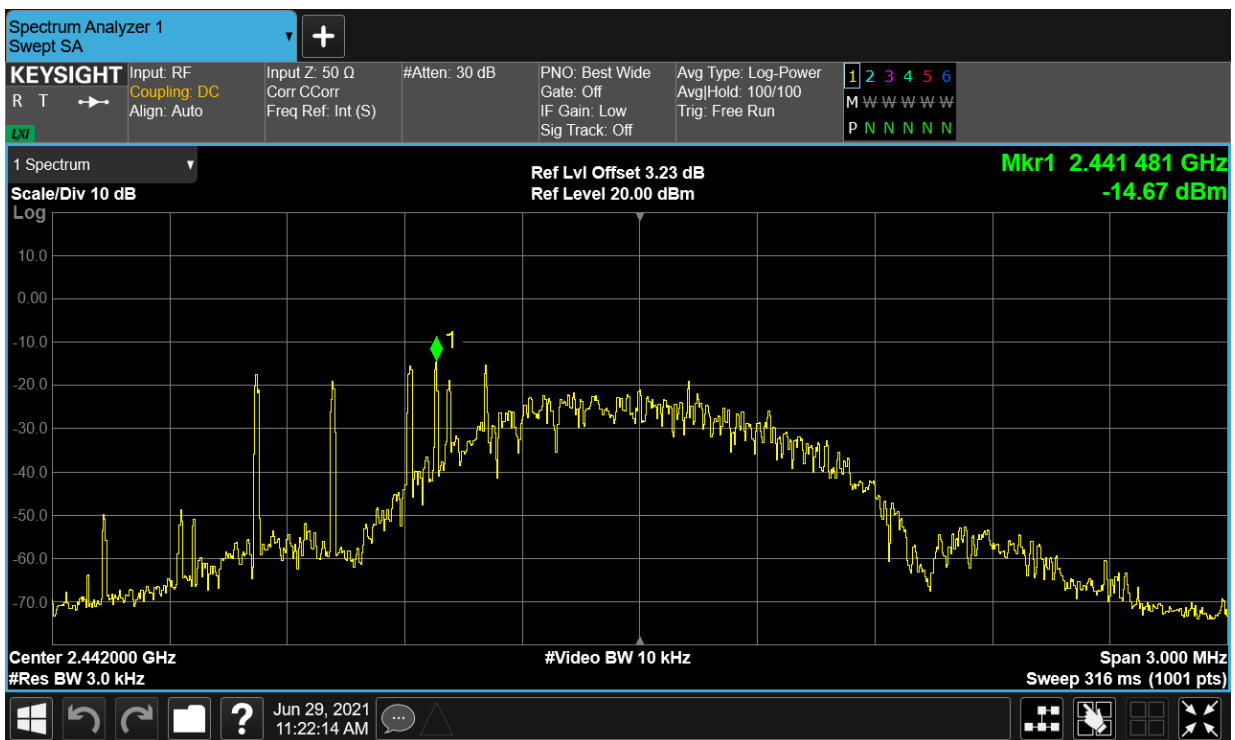 Spectrum Analyzer 1
Swept SA
KEYSIGHT
R T
LXI
Input: RF
Coupling: DC
Align: Auto
Input Z: 50 Ω
Corr CCorr
Freq Ref: Int (S)
#Atten: 30 dB
PNO: Best Wide
Gate: Off
IF Gain: Low
Sig Track: Off
Avg Type: Log-Power
Avg|Hold: 100/100
Trig: Free Run
1 2 3 4 5 6
M W W W W W
P N N N N N
1 Spectrum
Scale/Div 10 dB
Log
Ref Lvl Offset 3.23 dB
Ref Level 20.00 dBm
Mkr1 2.441 481 GHz
-14.67 dBm
10.0
0.00
-10.0
-20.0
-30.0
-40.0
-50.0
-60.0
-70.0
1
Center 2.442000 GHz
#Res BW 3.0 kHz
#Video BW 10 kHz
Span 3.000 MHz
Sweep 316 ms (1001 pts)
?
Jun 29, 2021
11:22:14 AM